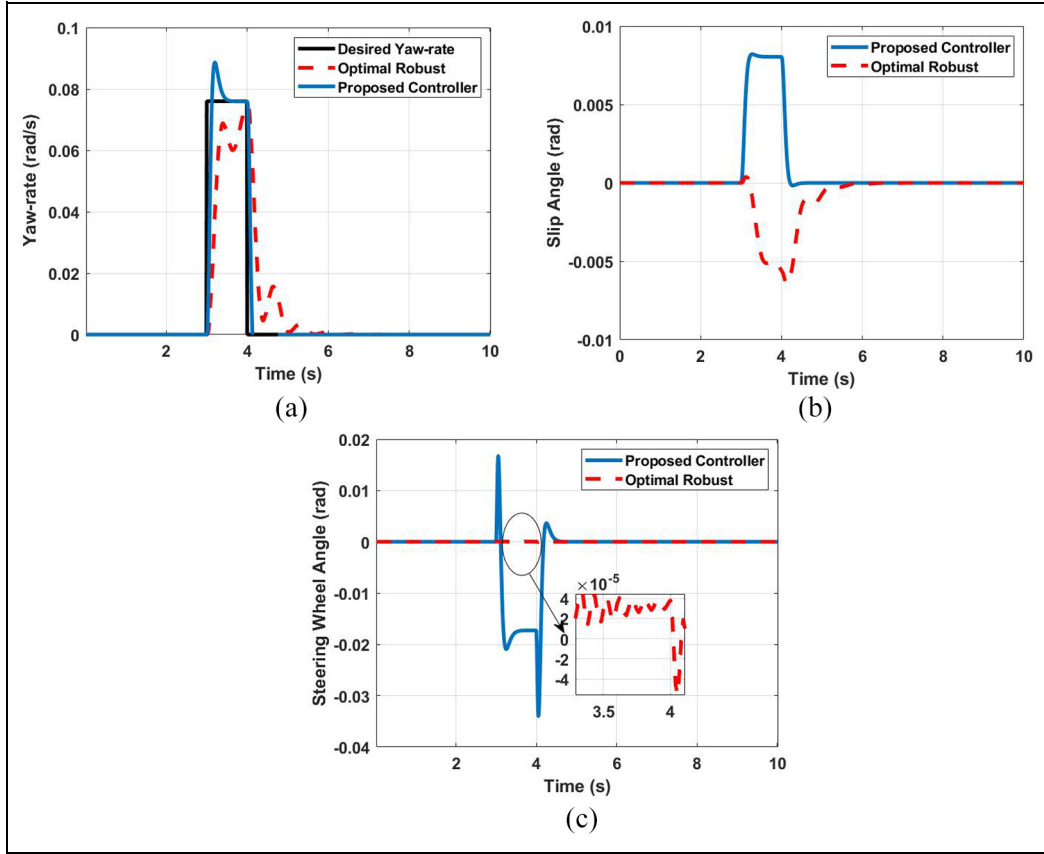 0.1
0.08
0.06
0.04
0.02
0
2
4
6
8
10
Yaw-rate (rad/s)
Time (s)
Desired Yaw-rate
Optimal Robust
Proposed Controller
(a)
0.01
0.005
0
-0.005
-0.01
0
2
4
6
8
10
Slip Angle (rad)
Time (s)
Proposed Controller
Optimal Robust
(b)
0.02
0.01
0
-0.01
-0.02
-0.03
-0.04
2
4
6
8
10
Steering Wheel Angle (rad)
Time (s)
Proposed Controller
Optimal Robust
×10-5
4
2
0
-2
-4
3.5
4
(c)